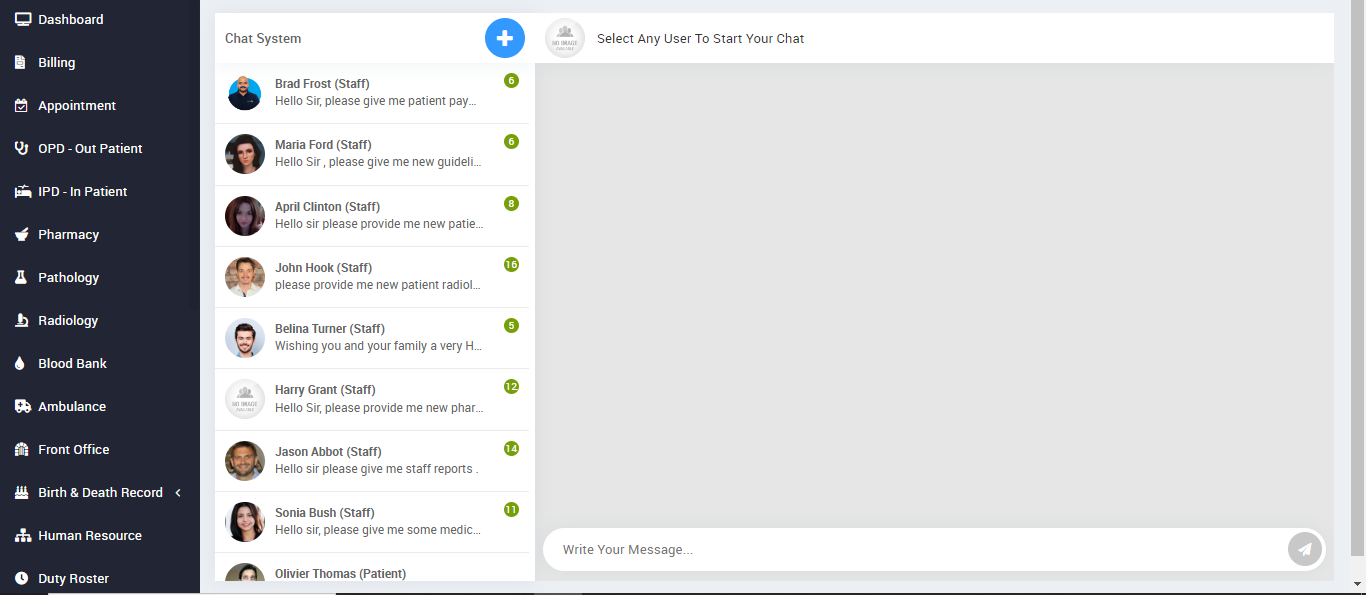 Dashboard
Billing
Appointment
OPD - Out Patient
IPD - In Patient
Pharmacy
Pathology
Radiology
Blood Bank
Ambulance
Front Office
Birth & Death Record
Human Resource
Duty Roster
Chat System
Brad Frost (Staff)
6
Hello Sir, please give me patient pay...
Maria Ford (Staff)
6
Hello Sir , please give me new guideli...
April Clinton (Staff)
8
Hello sir please provide me new patie...
John Hook (Staff)
16
please provide me new patient radiol...
Belina Turner (Staff)
5
Wishing you and your family a very H...
NO IMAGE
AVAILABLE
Harry Grant (Staff)
12
Hello Sir, please provide me new phar...
Jason Abbot (Staff)
14
Hello sir please give me staff reports .
Sonia Bush (Staff)
11
Hello sir, please give me some medic...
Olivier Thomas (Patient)
NO IMAGE
AVAILABLE
Select Any User To Start Your Chat
Write Your Message...